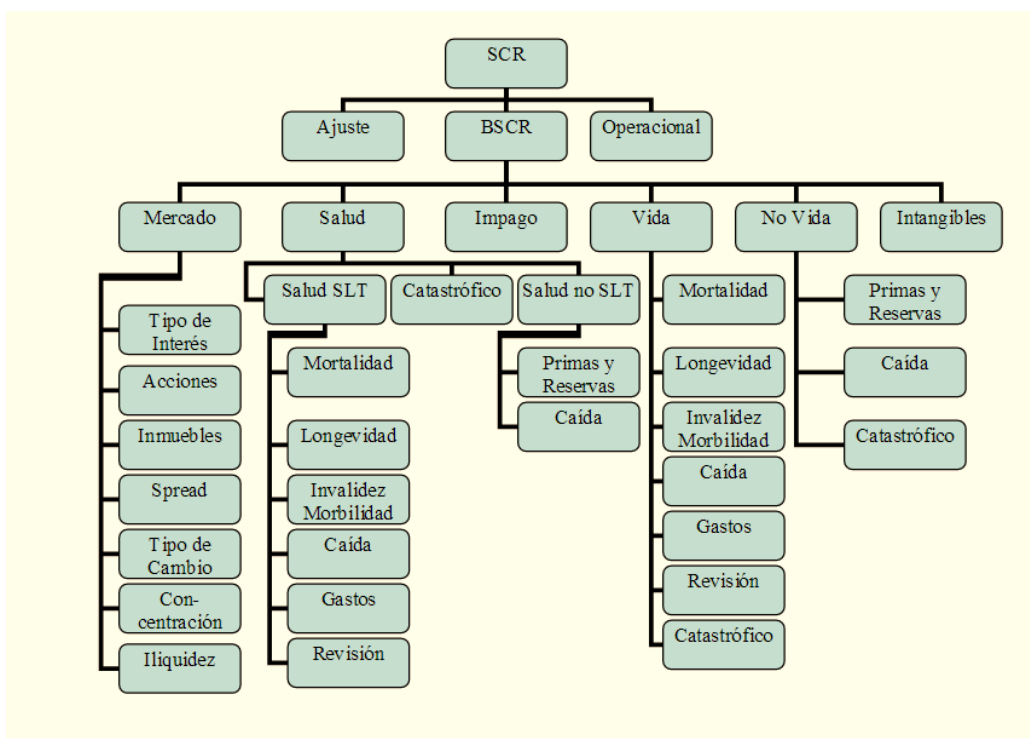 SCR
Ajuste
BSCR
Operacional
Mercado
Salud
Impago
Vida
No Vida
Intangibles
Tipo de
Interés
Acciones
Inmuebles
Spread
Tipo de
Cambio
Con-
centración
Iliquidez
Salud SLT
Catastrófico
Salud no SLT
Mortalidad
Longevidad
Invalidez
Morbilidad
Caída
Gastos
Revisión
Primas y
Reservas
Caída
Mortalidad
Longevidad
Invalidez
Morbilidad
Caída
Gastos
Revisión
Catastrófico
Primas y
Reservas
Caída
Catastrófico